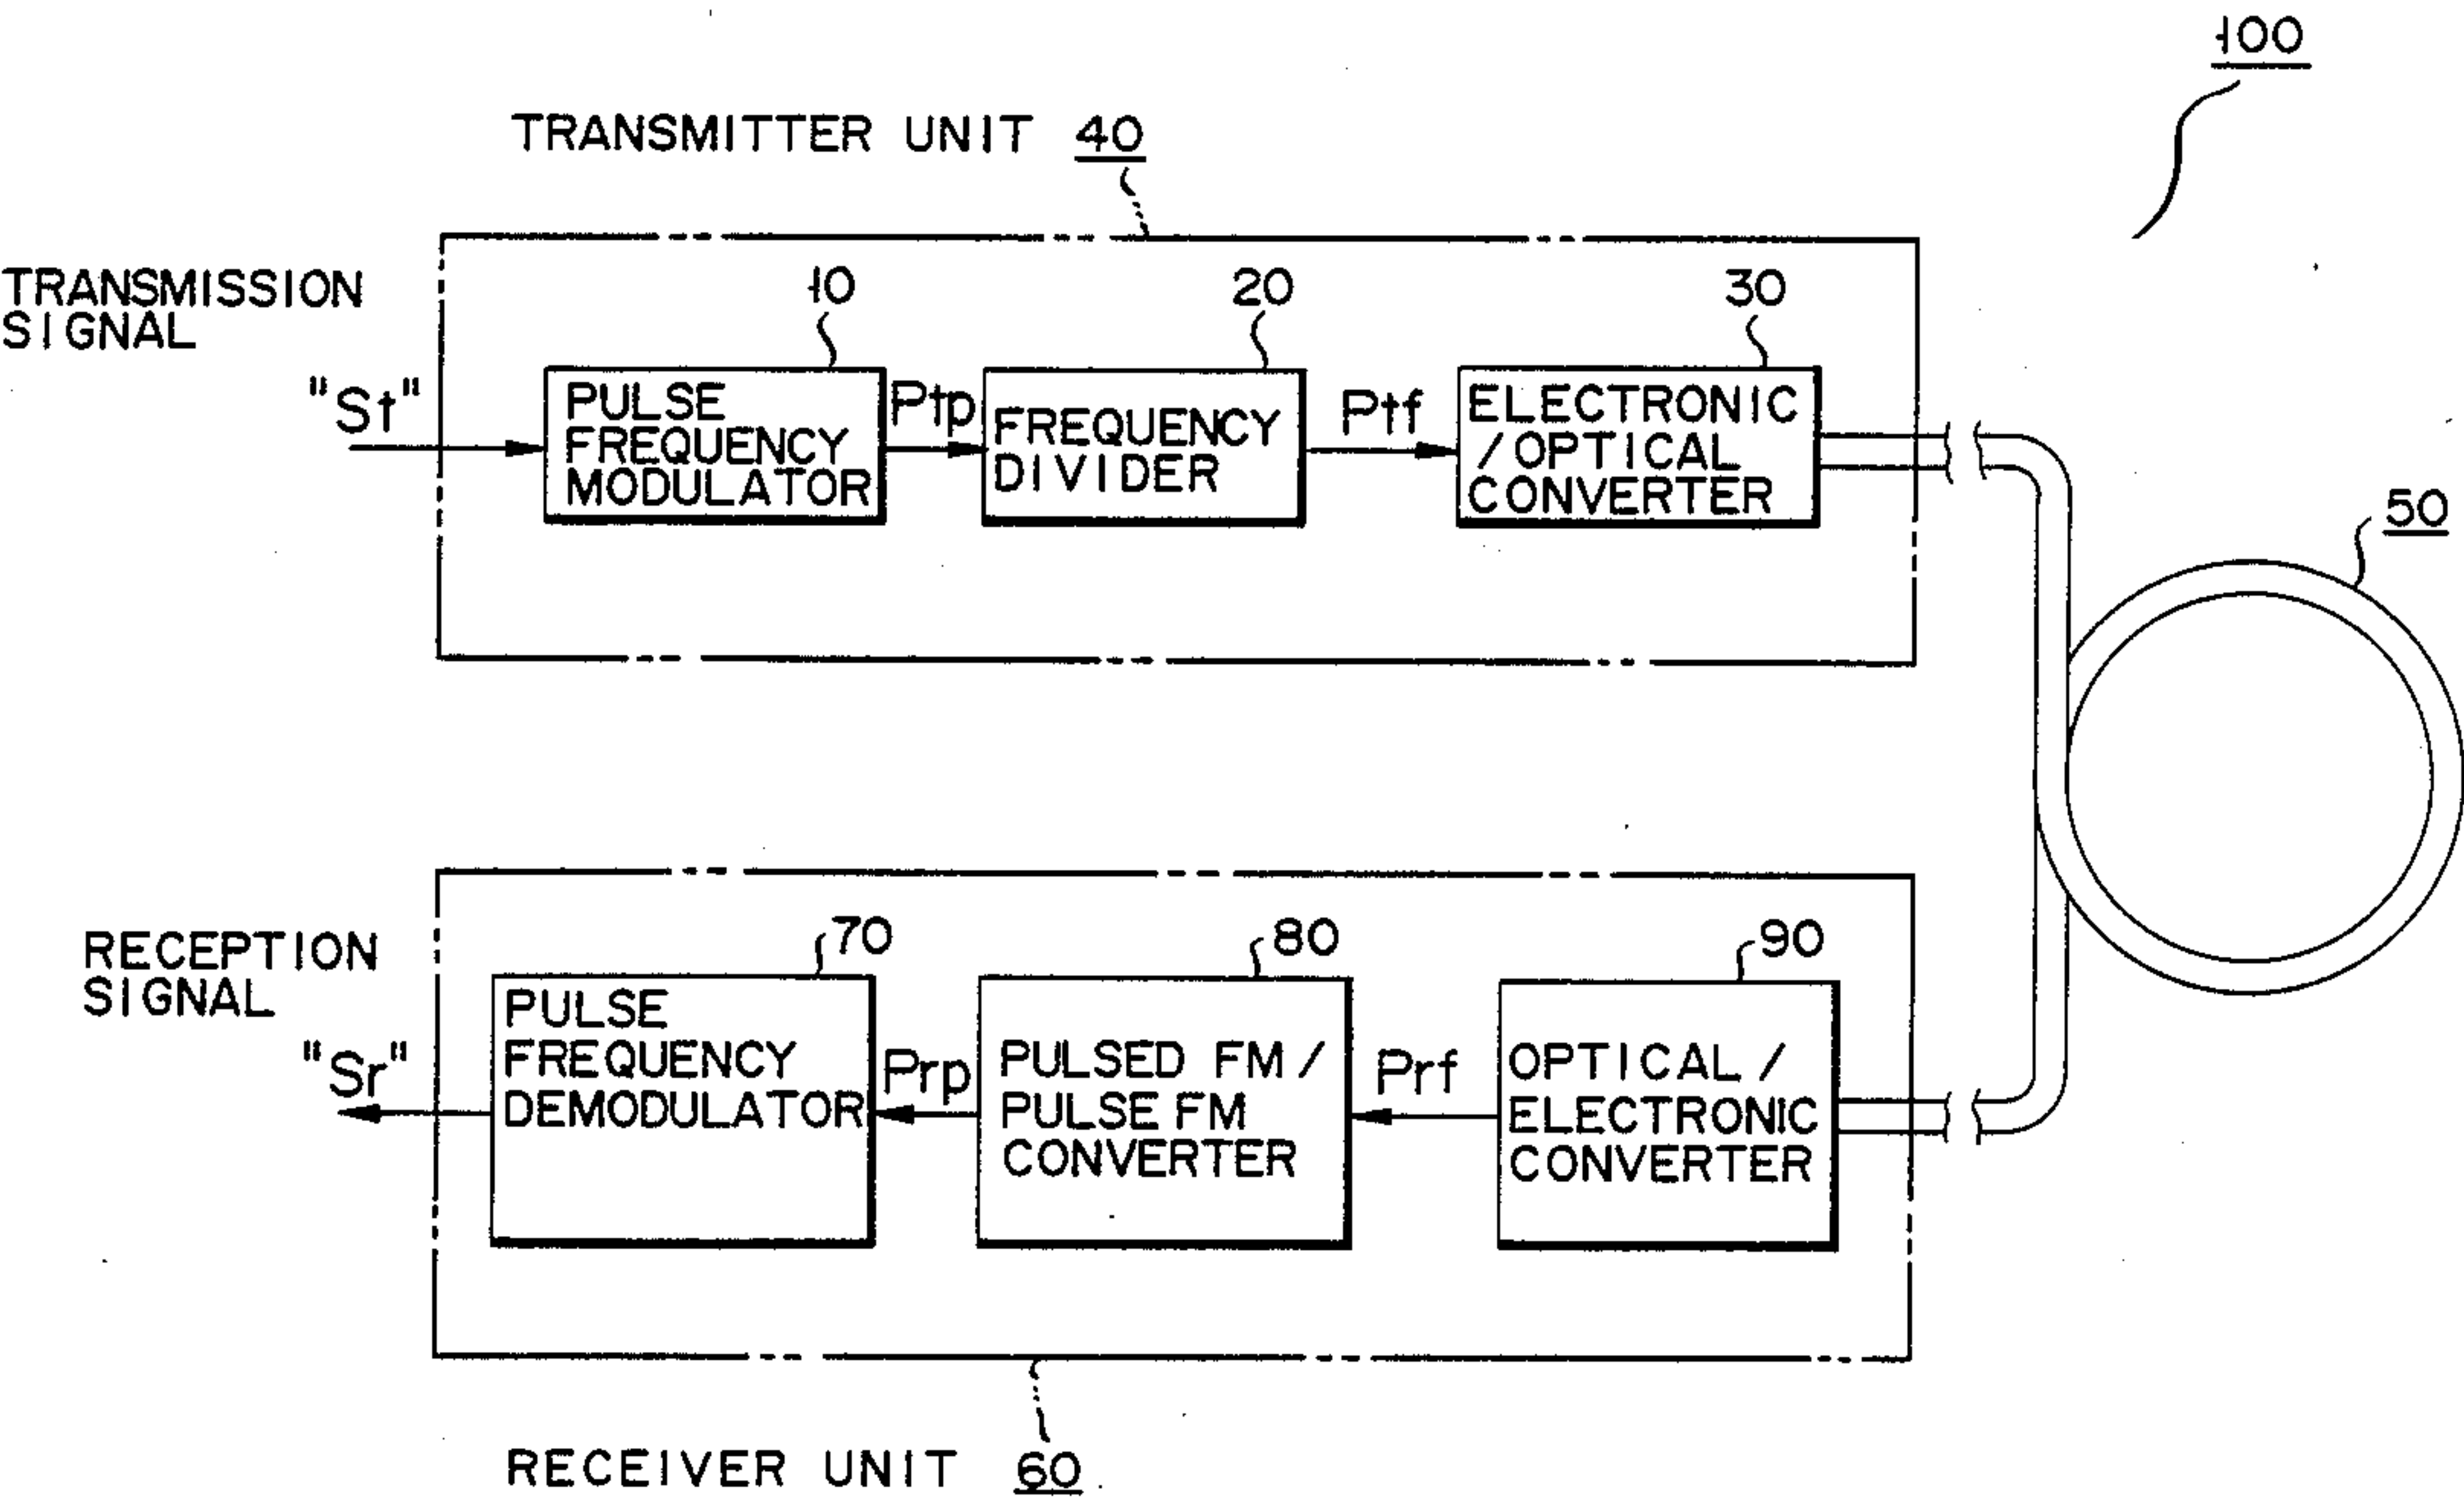 100
TRANSMITTER UNIT 40
TRANSMISSION
SIGNAL
"St"
10
PULSE
FREQUENCY
MODULATOR
Ptp
20
FREQUENCY
DIVIDER
Ptf
30
ELECTRONIC
/OPTICAL
CONVERTER
50
RECEPTION
SIGNAL
"Sr"
70
PULSE
FREQUENCY
DEMODULATOR
Prp
80
PULSED FM/
PULSE FM
CONVERTER
Prf
90
OPTICAL/
ELECTRONIC
CONVERTER
RECEIVER UNIT 60